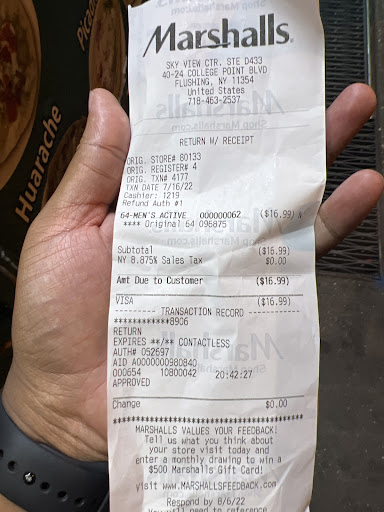 Marshalls.
SKY VIEW CTR. STE D433
40-24 COLLEGE POINT BLVD
FLUSHING, NY 11354
United States
718-463-2537
RETURN W/ RECEIPT
ORIG. STORE# 80133
ORIG. REGISTER# 4
ORIG. TXN# 4177
TXN DATE 7/16/22
Cashier: 1219
Refund Auth #1
64-MEN'S ACTIVE 000000062 ($16.99) N
**** Original 64 096875
Subtotal ($16.99)
NY 8.875% Sales Tax $0.00
Amt Due to Customer ($16.99)
VISA ($16.99)
--------- TRANSACTION RECORD ---------
************8906
RETURN
EXPIRES **/** CONTACTLESS
AUTH# 052697
AID A0000000980840
000654 10800042 20:42:27
APPROVED
Change $0.00
MARSHALLS VALUES YOUR FEEDBACK!
Tell us what you think about
your store visit today and
enter a monthly drawing to win a
$500 Marshalls Gift Card!
visit www.MARSHALLSFEEDBACK.com
Respond by 8/6/22
You will need to reference
Huarache